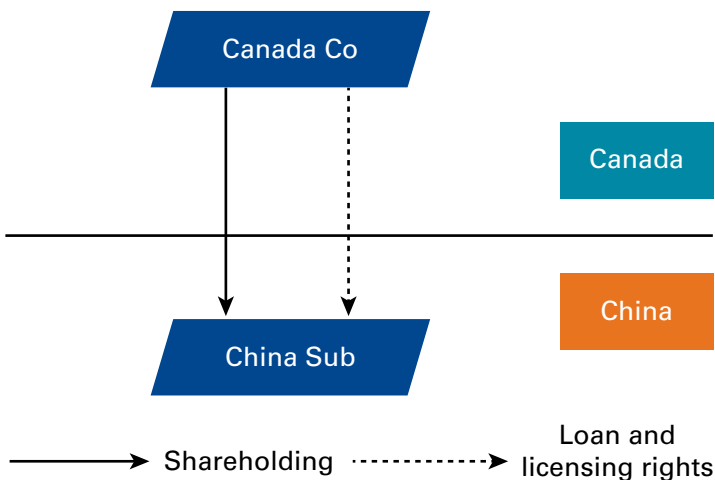 Canada Co
Canada
China
China Sub
Shareholding
Loan and
licensing rights